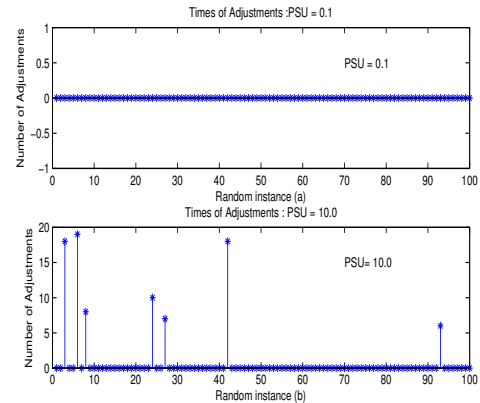 Times of Adjustments :PSU = 0.1
Number of Adjustments
1
0.5
0
−0.5
−1
PSU = 0.1
0 10 20 30 40 50 60 70 80 90 100
Random instance (a)
Times of Adjustments : PSU = 10.0
Number of Adjustments
20
15
10
5
0
PSU= 10.0
0 10 20 30 40 50 60 70 80 90 100
Random instance (b)